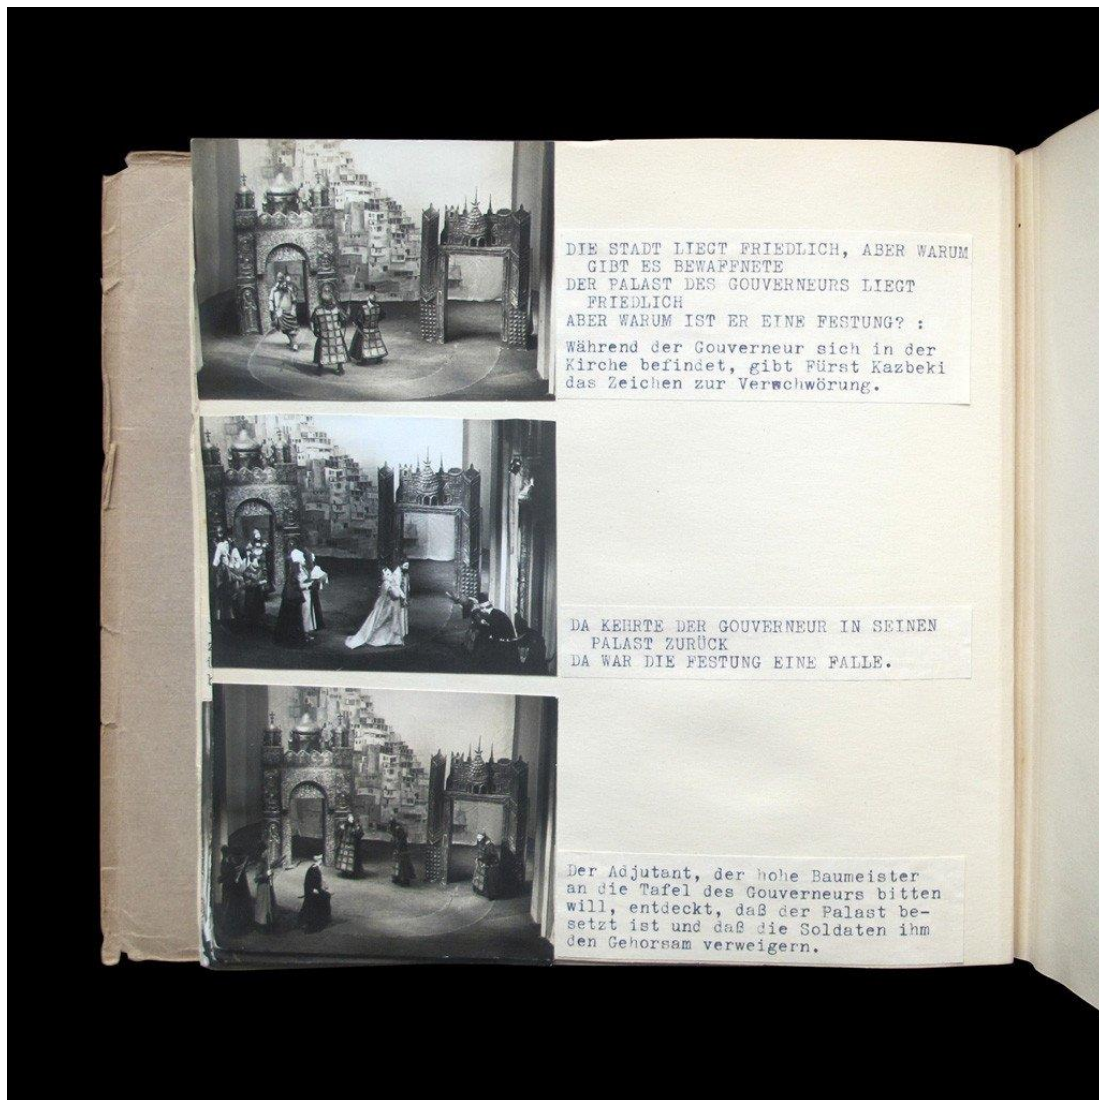 DIE STADT LIEGT FRIEDLICH, ABER WARUM
GIBT ES BEWAFFNETE
DER PALAST DES GOUVERNEURS LIEGT
FRIEDLICH
ABER WARUM IST ER EINE FESTUNG? :
Während der Gouverneur sich in der
Kirche befindet, gibt Fürst Kazbeki
das Zeichen zur Verwchwörung.
DA KEHRTE DER GOUVERNEUR IN SEINEN
PALAST ZURÜCK
DA WAR DIE FESTUNG EINE FALLE.
Der Adjutant, der hohe Baumeister
an die Tafel des Gouverneurs bitten
will, entdeckt, daß der Palast be-
setzt ist und daß die Soldaten ihm
den Gehorsam verweigern.